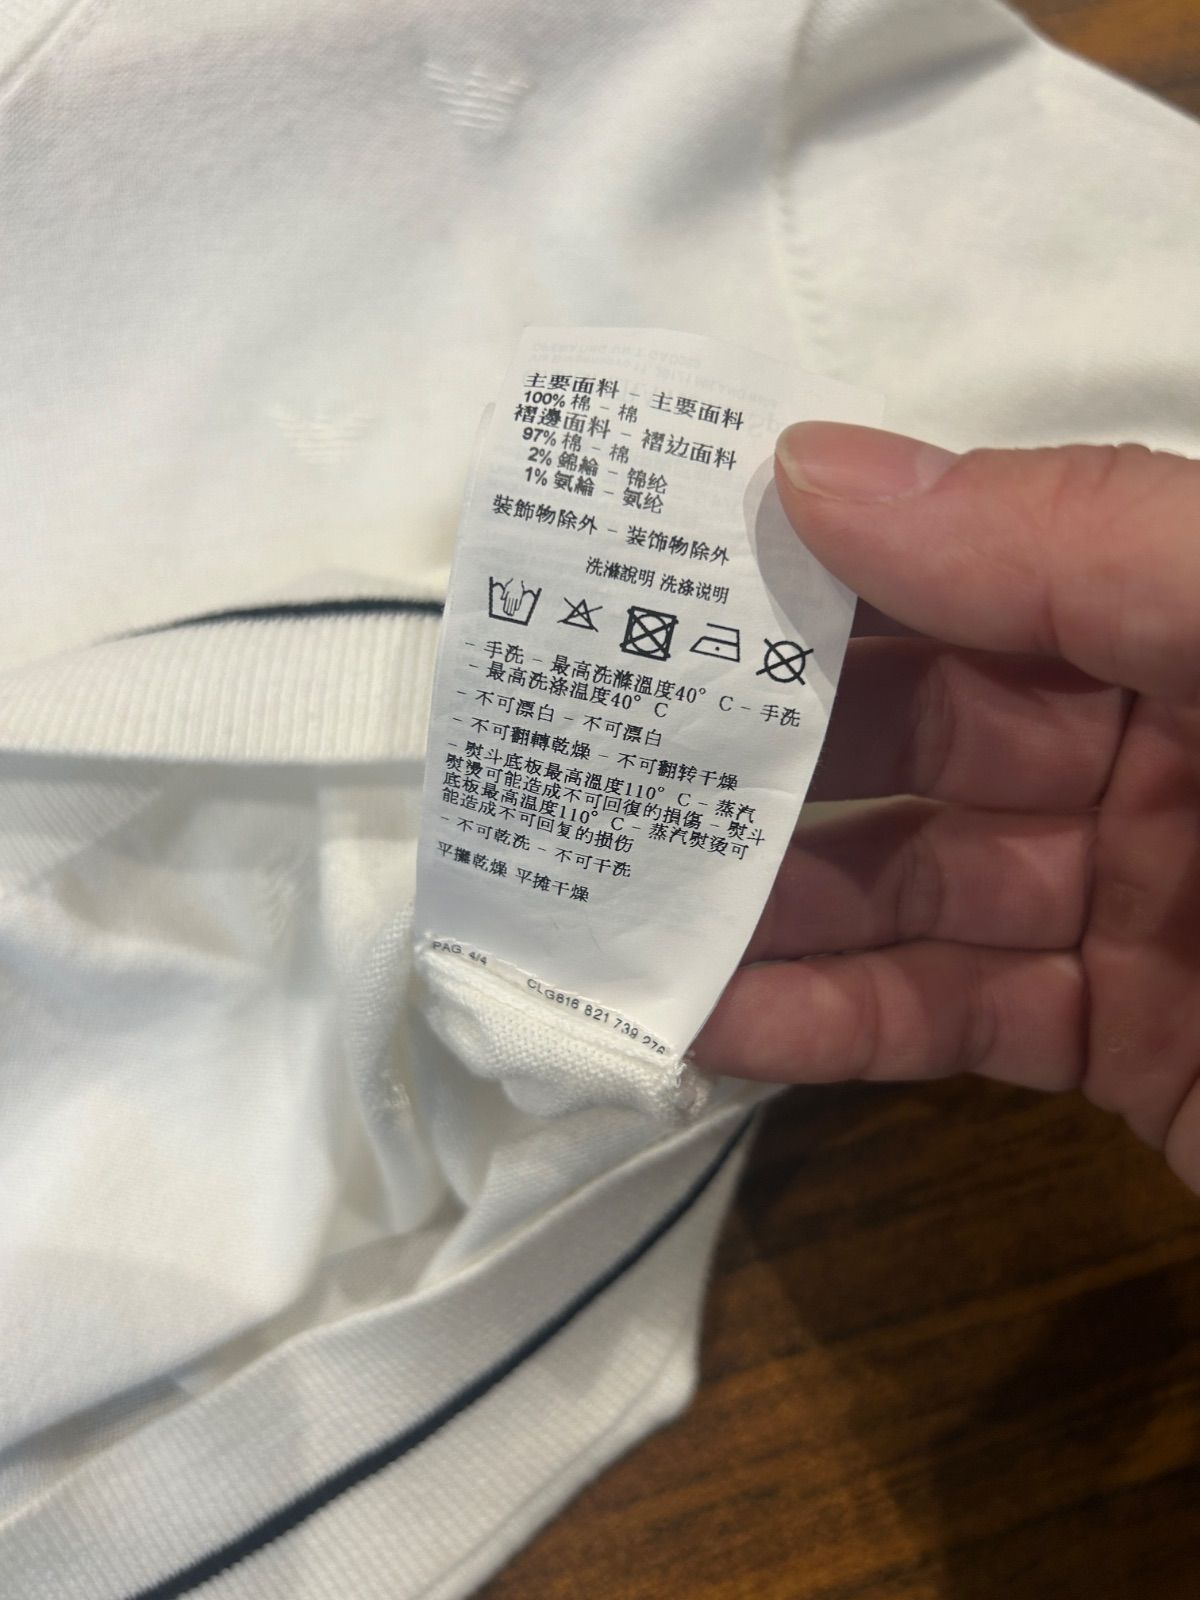 主要面料 - 主要面料
100% 棉 - 棉
褶邊面料 - 褶边面料
97% 棉 - 棉
2% 錦綸 - 锦纶
1% 氨綸 - 氨纶
裝飾物除外 - 装饰物除外
洗滌說明 洗涤说明
- 手洗 - 最高洗滌溫度40° C - 手洗
- 最高洗涤温度40° C
- 不可漂白 - 不可漂白
- 不可翻轉乾燥 - 不可翻转干燥
- 熨斗底板最高溫度110° C - 蒸汽
熨燙可能造成不可回復的損傷 - 熨斗
底板最高温度110° C - 蒸汽熨烫可
能造成不可回复的损伤
- 不可乾洗 - 不可干洗
平攤乾燥 平摊干燥
PAG. 4/4 CLG816 821 739 276